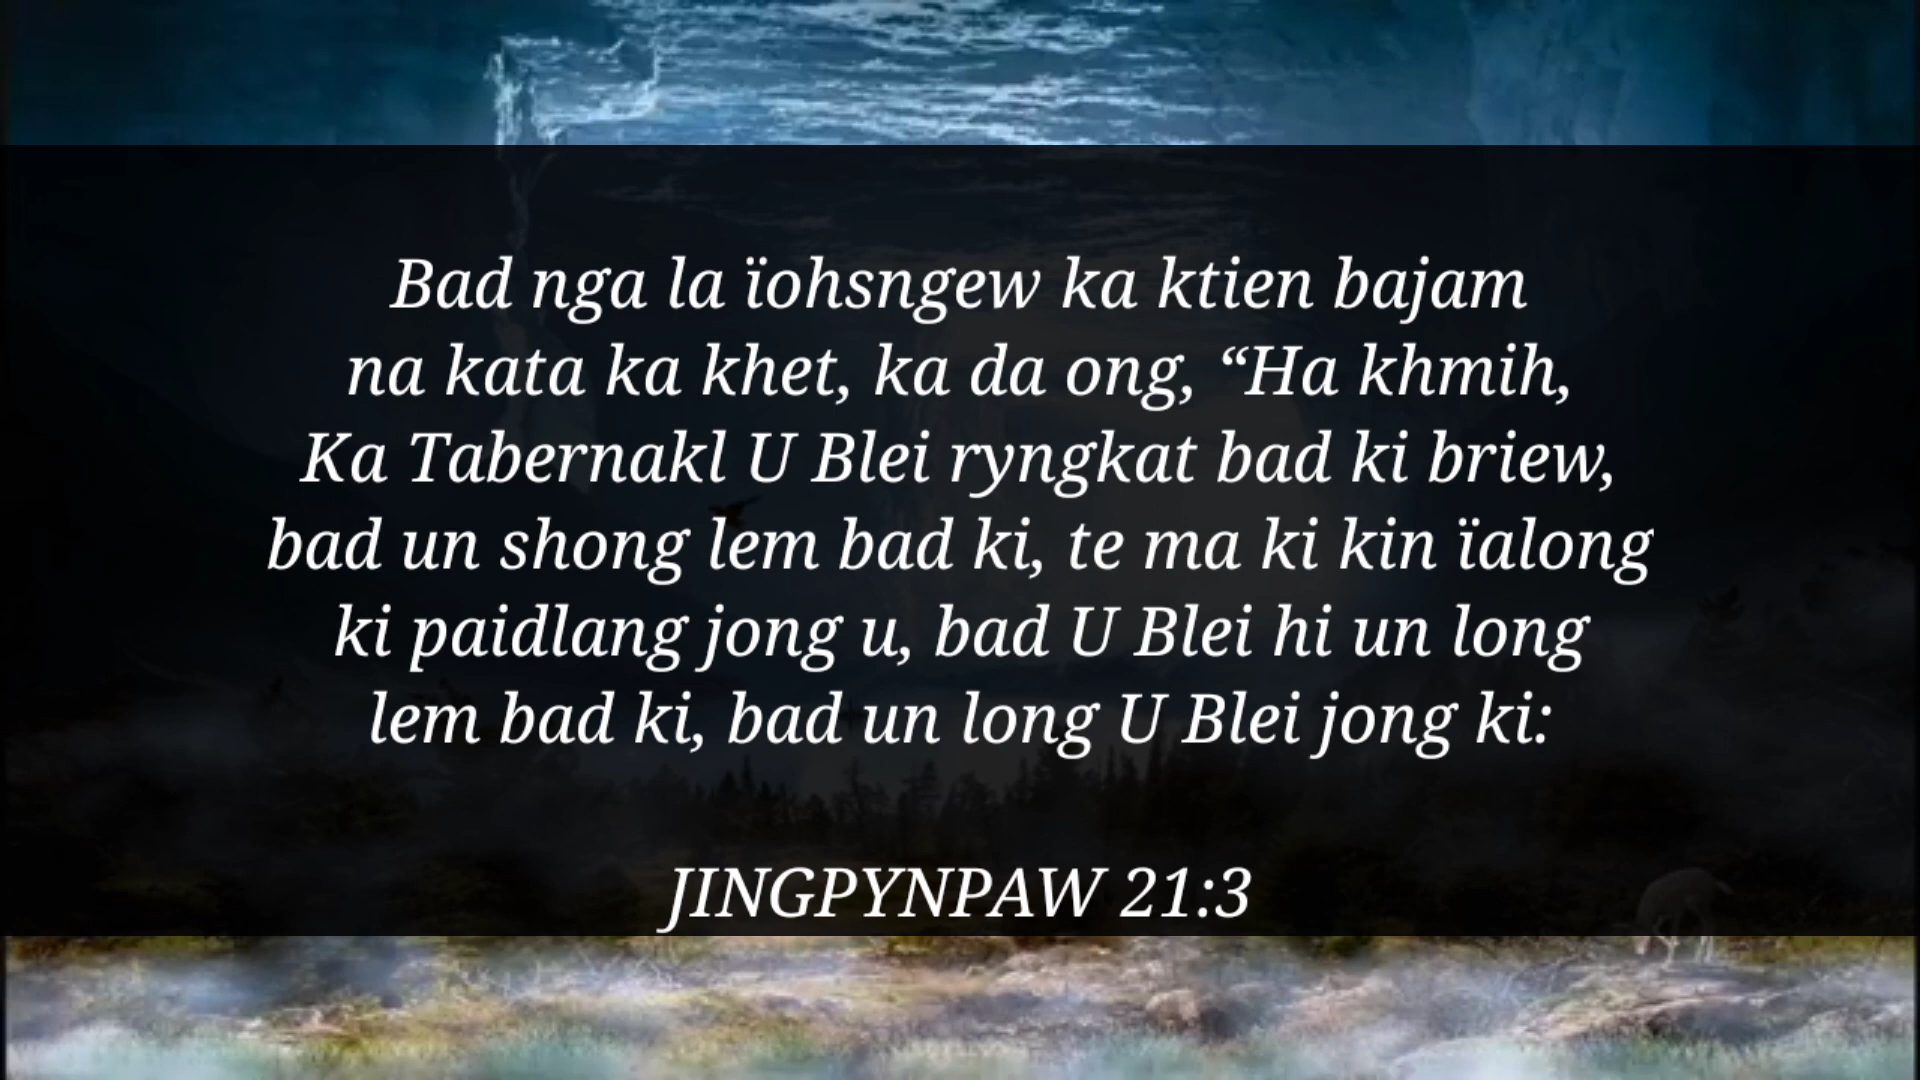 Bad nga la ïohsngew ka ktien bajam
na kata ka khet, ka da ong, “Ha khmih,
Ka Tabernakl U Blei ryngkat bad ki briew,
bad un shong lem bad ki, te ma ki kin ïalong
ki paidlang jong u, bad U Blei hi un long
lem bad ki, bad un long U Blei jong ki:
JINGPYNPAW 21:3